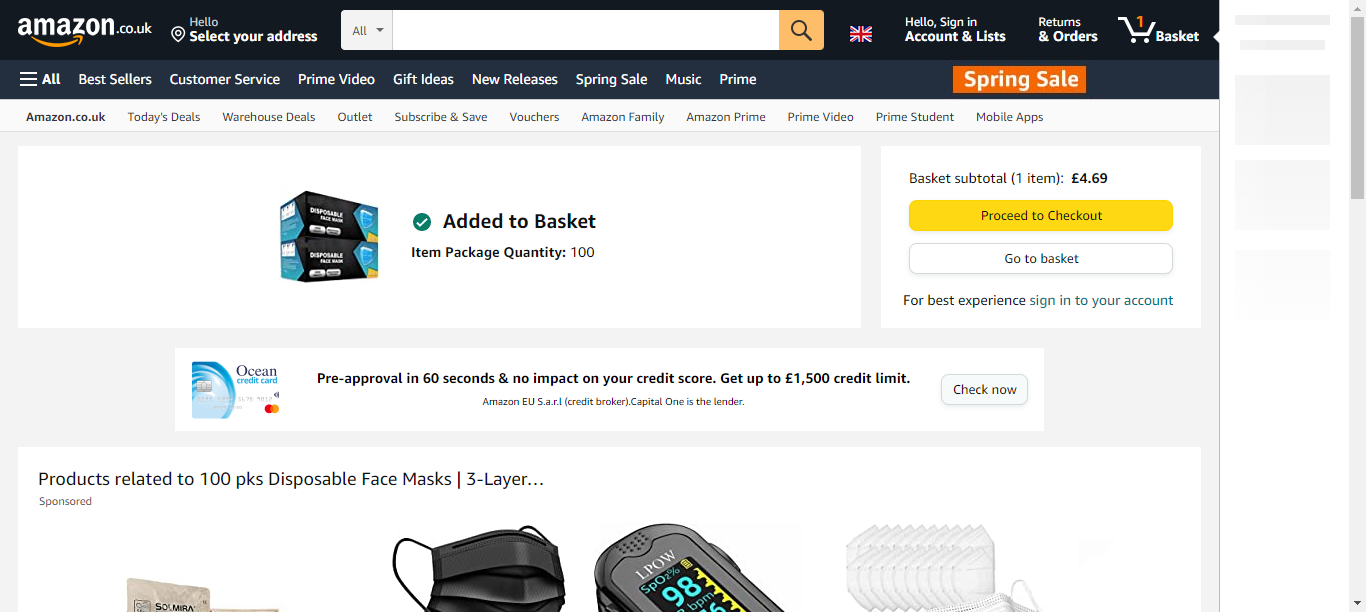 amazon.co.uk
Hello
Select your address
All
Hello, Sign in
Account & Lists
Returns
& Orders
1
Basket
All
Best Sellers
Customer Service
Prime Video
Gift Ideas
New Releases
Spring Sale
Music
Prime
Spring Sale
Amazon.co.uk
Today's Deals
Warehouse Deals
Outlet
Subscribe & Save
Vouchers
Amazon Family
Amazon Prime
Prime Video
Prime Student
Mobile Apps
DISPOSABLE
FACE MASK
DISPOSABLE
FACE MASK
Added to Basket
Item Package Quantity: 100
Basket subtotal (1 item): £4.69
Proceed to Checkout
Go to basket
For best experience sign in to your account
Ocean
credit card
Pre-approval in 60 seconds & no impact on your credit score. Get up to £1,500 credit limit.
Amazon EU S.a.r.l (credit broker).Capital One is the lender.
Check now
Products related to 100 pks Disposable Face Masks | 3-Layer…
Sponsored
SOLMIRA
LPOW
SpO₂%
98
bpm